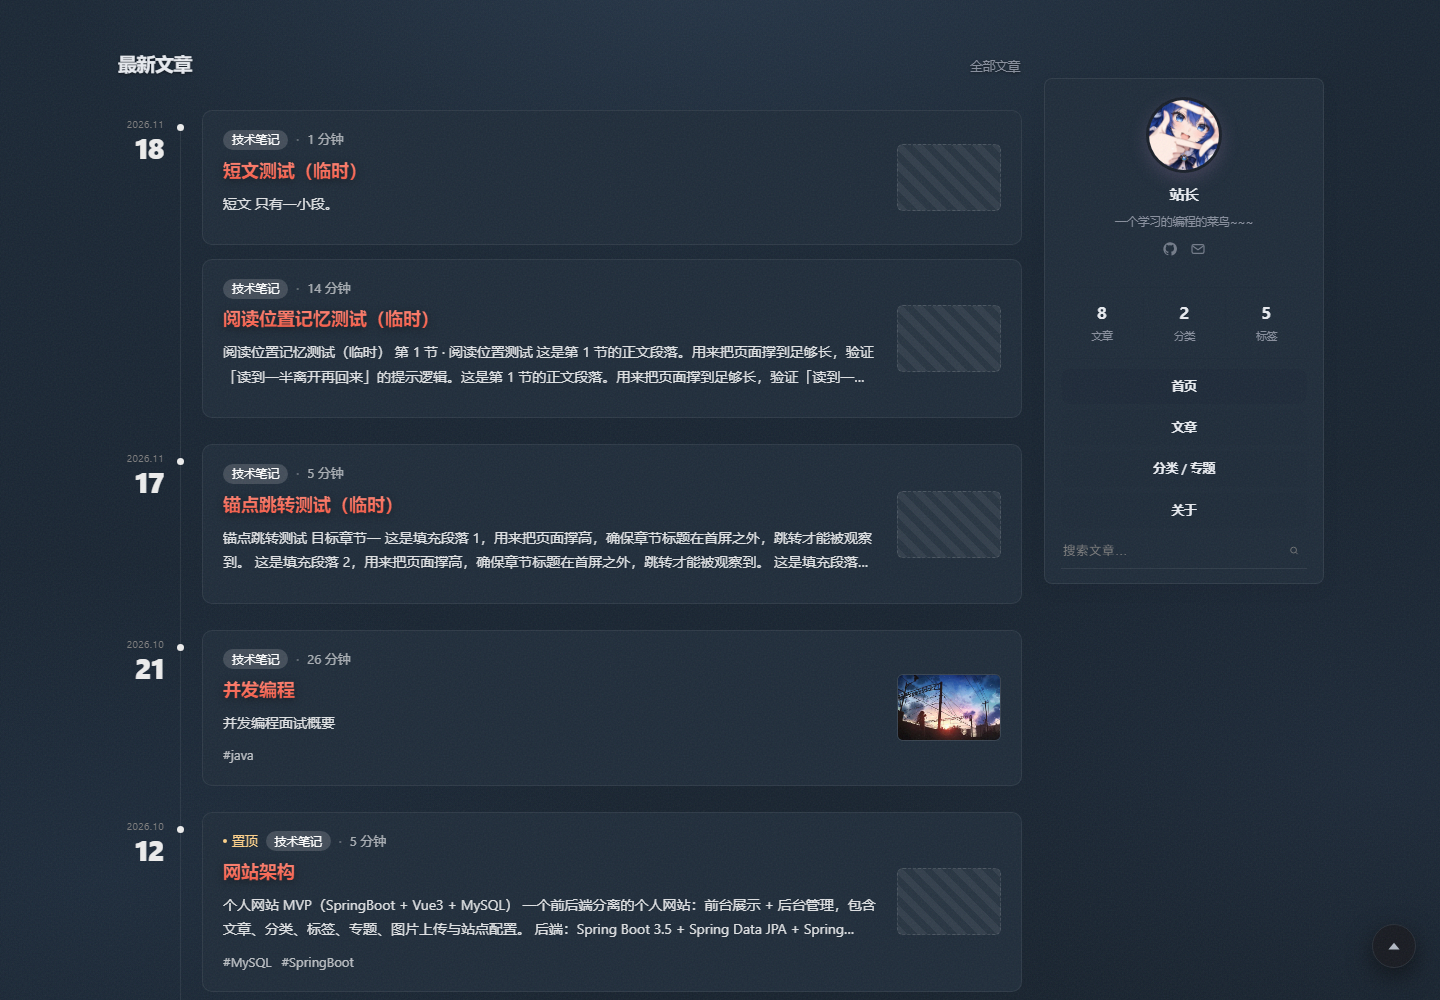 最新文章
全部文章
2026.11
18
技术笔记 · 1 分钟
短文测试（临时）
短文 只有一小段。
技术笔记 · 14 分钟
阅读位置记忆测试（临时）
阅读位置记忆测试（临时） 第 1 节 · 阅读位置测试 这是第 1 节的正文段落。用来把页面撑到足够长，验证
「读到一半离开再回来」的提示逻辑。这是第 1 节的正文段落。用来把页面撑到足够长，验证「读到一...
2026.11
17
技术笔记 · 5 分钟
锚点跳转测试（临时）
锚点跳转测试 目标章节一 这是填充段落 1，用来把页面撑高，确保章节标题在首屏之外，跳转才能被观察
到。 这是填充段落 2，用来把页面撑高，确保章节标题在首屏之外，跳转才能被观察到。 这是填充段落...
2026.10
21
技术笔记 · 26 分钟
并发编程
并发编程面试概要
#java
2026.10
12
• 置顶 技术笔记 · 5 分钟
网站架构
个人网站 MVP（SpringBoot + Vue3 + MySQL） 一个前后端分离的个人网站：前台展示 + 后台管理，包含
文章、分类、标签、专题、图片上传与站点配置。 后端：Spring Boot 3.5 + Spring Data JPA + Spring...
#MySQL #SpringBoot
站长
一个学习的编程的菜鸟~~~
8 2 5
文章 分类 标签
首页
文章
分类 / 专题
关于
搜索文章...